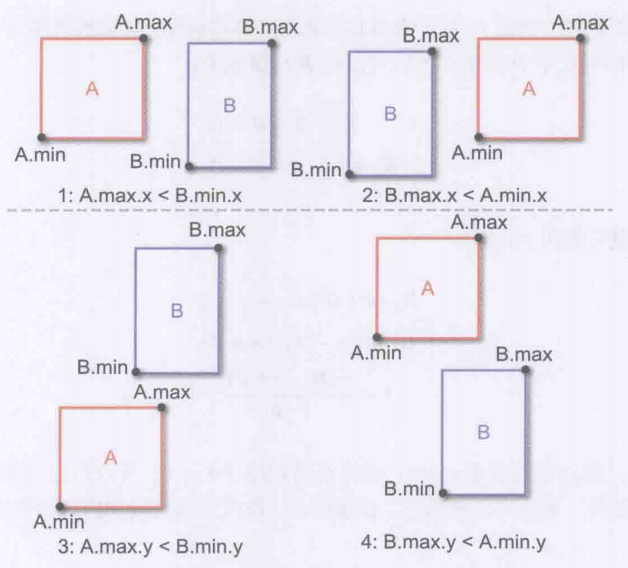 A.max
A
A.min
B.max
B
B.min
1: A.max.x < B.min.x
B.max
B
B.min
A.max
A
A.min
2: B.max.x < A.min.x
B.max
B
B.min
A.max
A
A.min
3: A.max.y < B.min.y
A.max
A
A.min
B.max
B
B.min
4: B.max.y < A.min.y